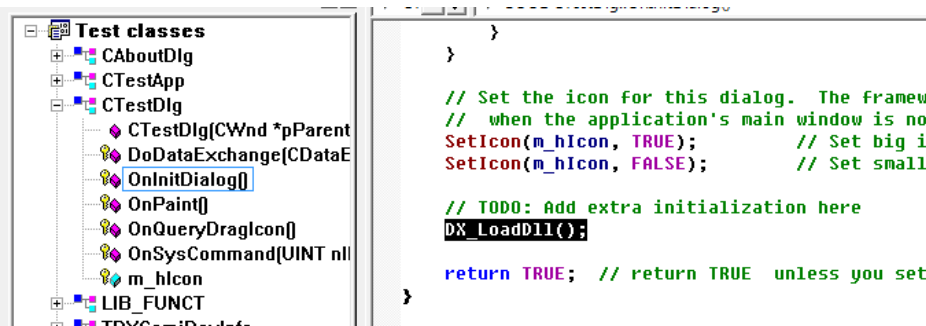 Test classes
CAboutDlg
CTestApp
CTestDlg
CTestDlg(CWnd *pParent
DoDataExchange(CDataE
OnInitDialog()
OnPaint()
OnQueryDragIcon()
OnSysCommand(UINT nI
m_hIcon
LIB_FUNCT
}
}
// Set the icon for this dialog.  The framew
//  when the application's main window is no
SetIcon(m_hIcon, TRUE);         // Set big i
SetIcon(m_hIcon, FALSE);        // Set small
// TODO: Add extra initialization here
DX_LoadDll();
return TRUE;  // return TRUE  unless you set
}